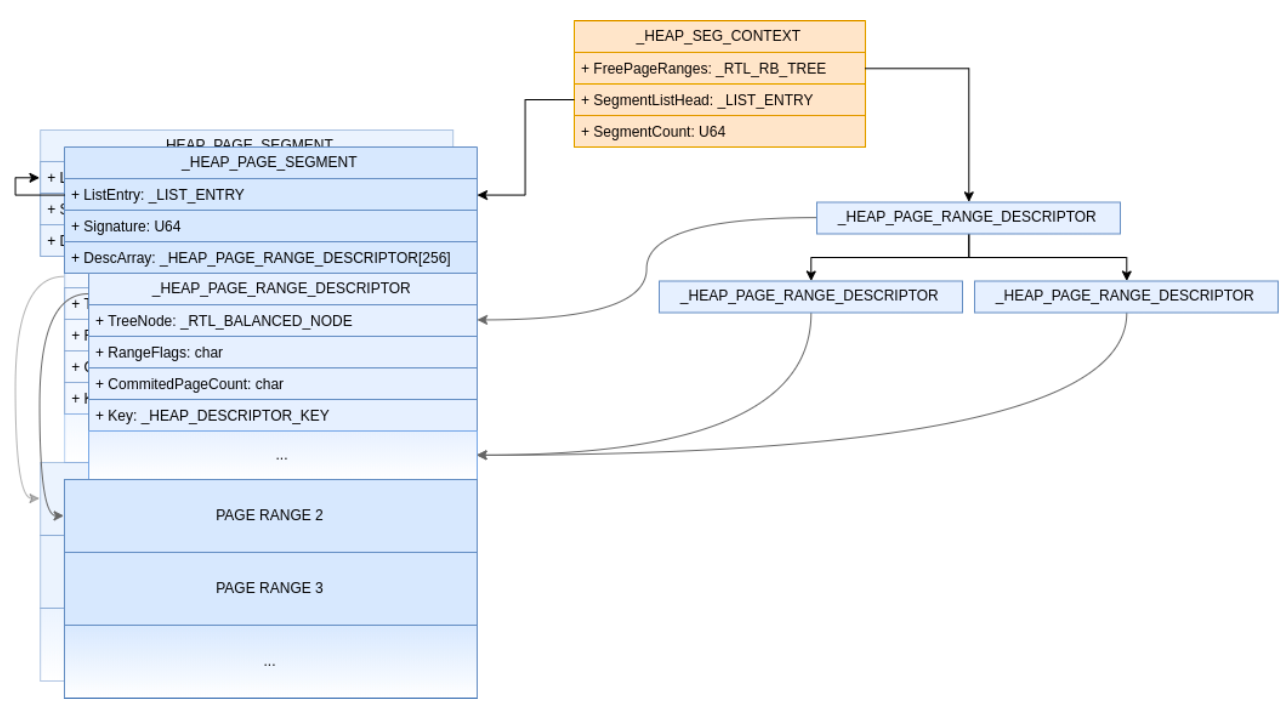 _HEAP_SEG_CONTEXT
+ FreePageRanges: _RTL_RB_TREE
+ SegmentListHead: _LIST_ENTRY
+ SegmentCount: U64
_HEAP_PAGE_SEGMENT
+ ListEntry: _LIST_ENTRY
+ Signature: U64
+ DescArray: _HEAP_PAGE_RANGE_DESCRIPTOR[256]
_HEAP_PAGE_RANGE_DESCRIPTOR
+ TreeNode: _RTL_BALANCED_NODE
+ RangeFlags: char
+ CommitedPageCount: char
+ Key: _HEAP_DESCRIPTOR_KEY
...
PAGE RANGE 2
PAGE RANGE 3
...
_HEAP_PAGE_RANGE_DESCRIPTOR
_HEAP_PAGE_RANGE_DESCRIPTOR
_HEAP_PAGE_RANGE_DESCRIPTOR